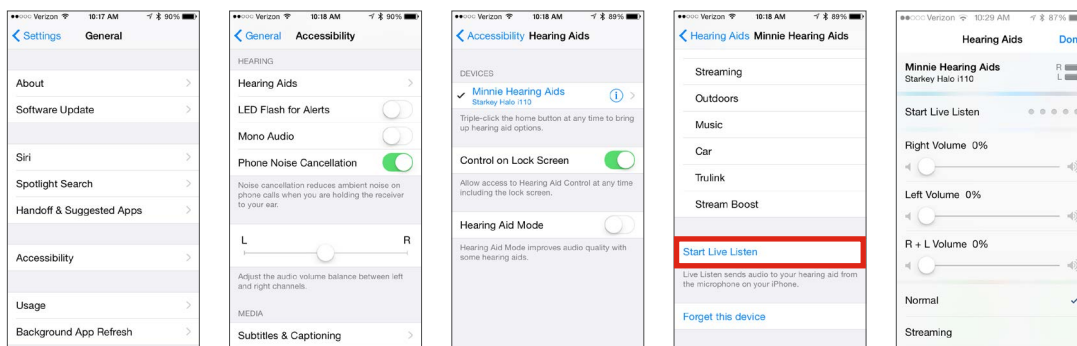 Verizon 10:17 AM 90%
Settings General
About
Software Update
Siri
Spotlight Search
Handoff & Suggested Apps
Accessibility
Usage
Background App Refresh
Verizon 10:18 AM 90%
General Accessibility
HEARING
Hearing Aids
LED Flash for Alerts
Mono Audio
Phone Noise Cancellation
Noise cancellation reduces ambient noise on
phone calls when you are holding the receiver
to your ear.
L R
Adjust the audio volume balance between left
and right channels.
MEDIA
Subtitles & Captioning
Verizon 10:18 AM 89%
Accessibility Hearing Aids
DEVICES
Minnie Hearing Aids
Starkey Halo i110
Triple-click the home button at any time to bring
up hearing aid options.
Control on Lock Screen
Allow access to Hearing Aid Control at any time
including the lock screen.
Hearing Aid Mode
Hearing Aid Mode improves audio quality with
some hearing aids.
Verizon 10:18 AM 89%
Hearing Aids Minnie Hearing Aids
Streaming
Outdoors
Music
Car
Trulink
Stream Boost
Start Live Listen
Live Listen sends audio to your hearing aid from
the microphone on your iPhone.
Forget this device
Verizon 10:29 AM 87%
Hearing Aids Don
Minnie Hearing Aids R
Starkey Halo i110 L
Start Live Listen
Right Volume 0%
Left Volume 0%
R + L Volume 0%
Normal
Streaming